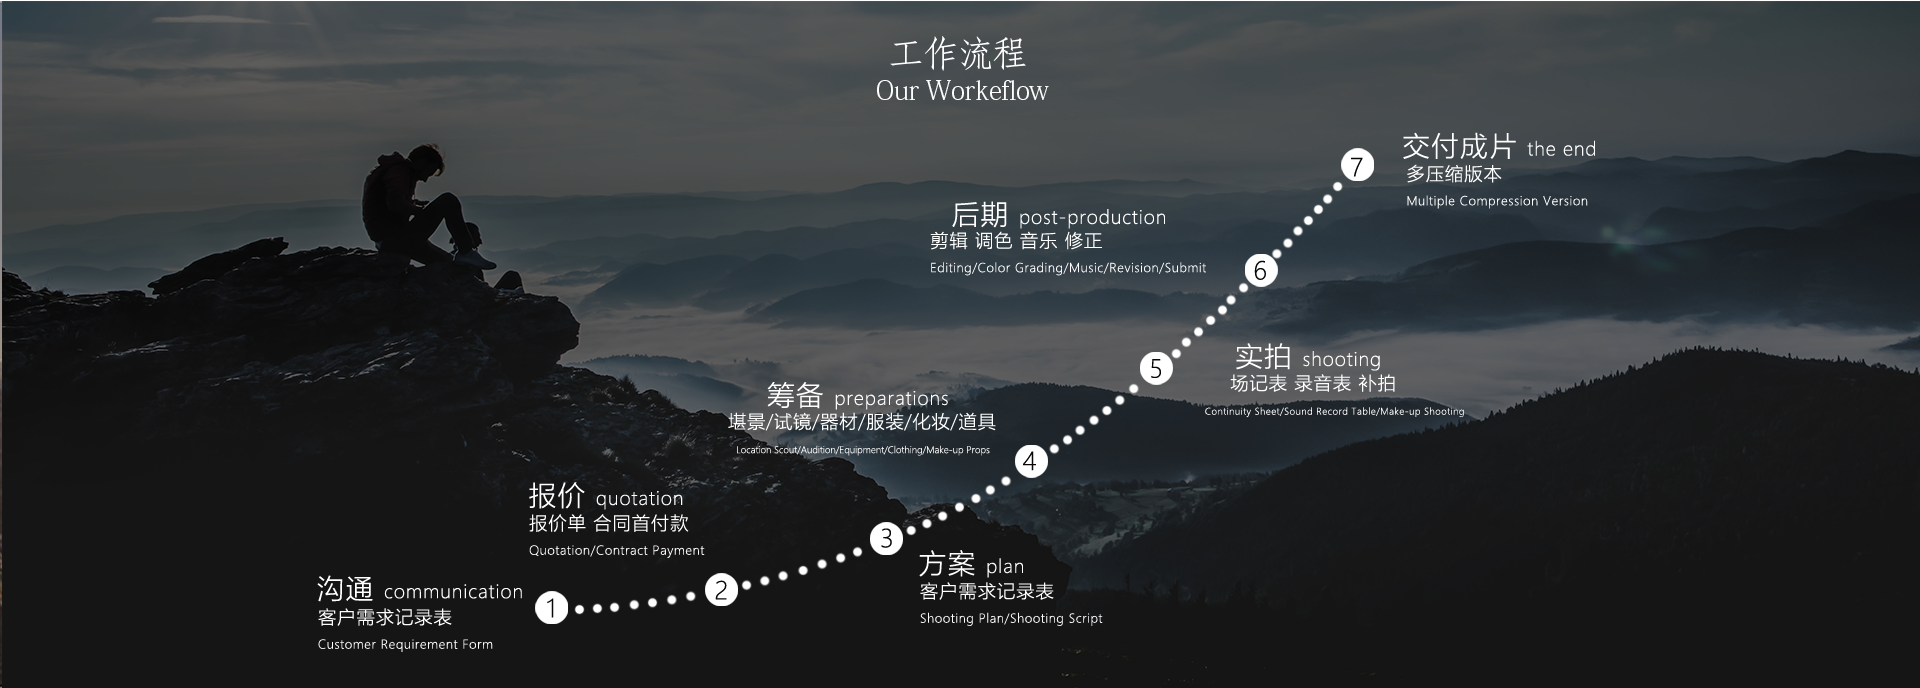 工作流程
Our Workeflow
1
沟通 communication
客户需求记录表
Customer Requirement Form
2
报价 quotation
报价单 合同首付款
Quotation/Contract Payment
3
方案 plan
客户需求记录表
Shooting Plan/Shooting Script
4
筹备 preparations
堪景/试镜/器材/服装/化妆/道具
Location Scout/Audition/Equipment/Clothing/Make-up Props
5
实拍 shooting
场记表 录音表 补拍
Continuity Sheet/Sound Record Table/Make-up Shooting
6
后期 post-production
剪辑 调色 音乐 修正
Editing/Color Grading/Music/Revision/Submit
7
交付成片 the end
多压缩版本
Multiple Compression Version